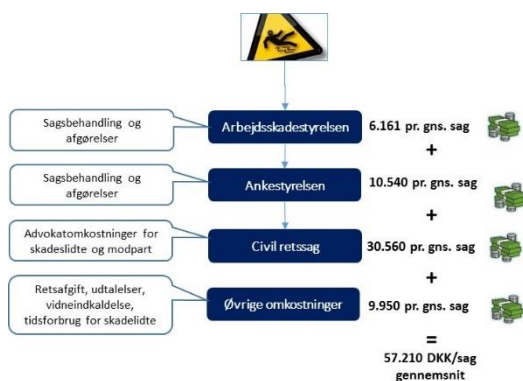 Sagsbehandling og
afgørelser
Arbejdsskadestyrelsen
6.161 pr. gns. sag
+
Sagsbehandling og
afgørelser
Ankestyrelsen
10.540 pr. gns. sag
+
Advokatomkostninger for
skadeslidte og modpart
Civil retssag
30.560 pr. gns. sag
+
Retsafgift, udtalelser,
vidneindkaldelse,
tidsforbrug for skadelidte
Øvrige omkostninger
9.950 pr. gns. sag
=
57.210 DKK/sag
gennemsnit